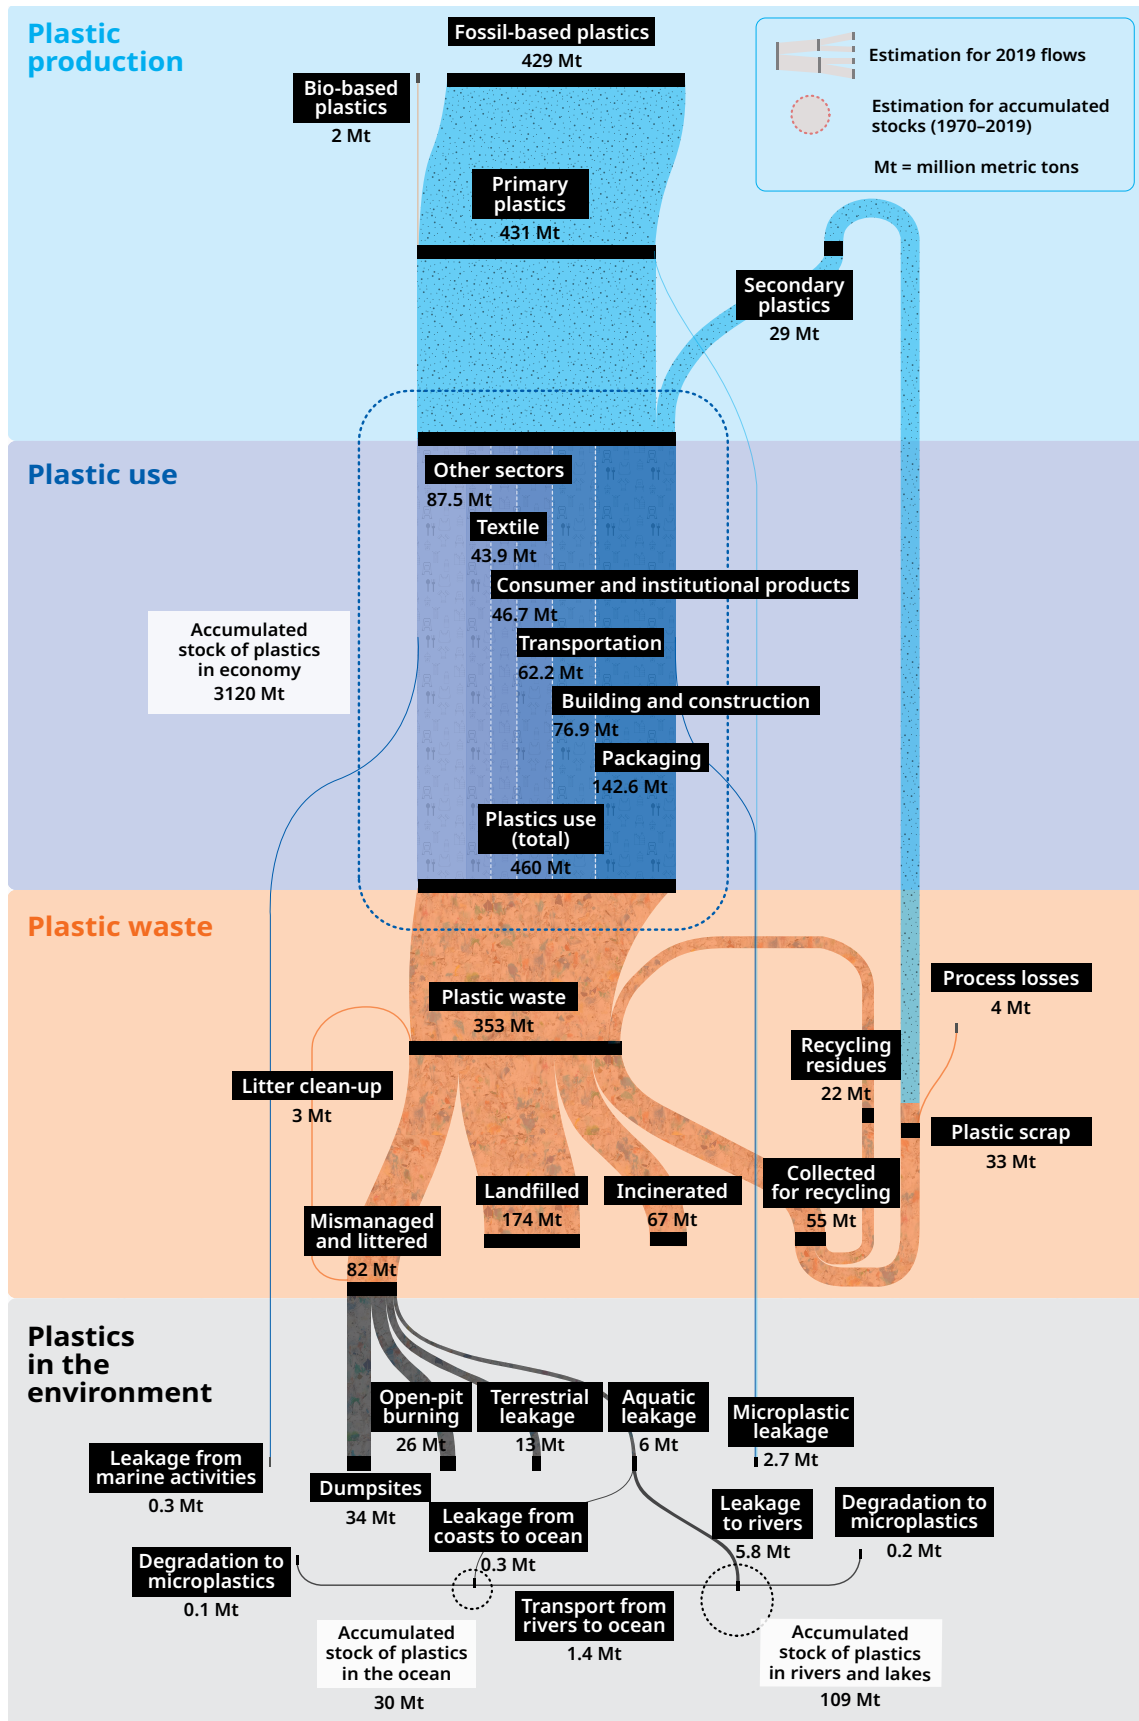 Plastic
production
Fossil-based plastics
429 Mt
Bio-based
plastics
2 Mt
Estimation for 2019 flows
Estimation for accumulated
stocks (1970–2019)
Mt = million metric tons
Primary
plastics
431 Mt
Secondary
plastics
29 Mt
Plastic use
Other sectors
87.5 Mt
Textile
43.9 Mt
Consumer and institutional products
46.7 Mt
Transportation
62.2 Mt
Accumulated
stock of plastics
in economy
3120 Mt
Building and construction
76.9 Mt
Packaging
142.6 Mt
Plastics use
(total)
460 Mt
Plastic waste
Plastic waste
353 Mt
Process losses
4 Mt
Recycling
residues
22 Mt
Litter clean-up
3 Mt
Plastic scrap
33 Mt
Collected
for recycling
55 Mt
Landfilled
174 Mt
Incinerated
67 Mt
Mismanaged
and littered
82 Mt
Plastics
in the
environment
Open-pit
burning
26 Mt
Terrestrial
leakage
13 Mt
Aquatic
leakage
6 Mt
Microplastic
leakage
2.7 Mt
Leakage from
marine activities
0.3 Mt
Dumpsites
34 Mt
Leakage from
coasts to ocean
0.3 Mt
Leakage
to rivers
5.8 Mt
Degradation to
microplastics
0.2 Mt
Degradation to
microplastics
0.1 Mt
Transport from
rivers to ocean
1.4 Mt
Accumulated
stock of plastics
in the ocean
30 Mt
Accumulated
stock of plastics
in rivers and lakes
109 Mt